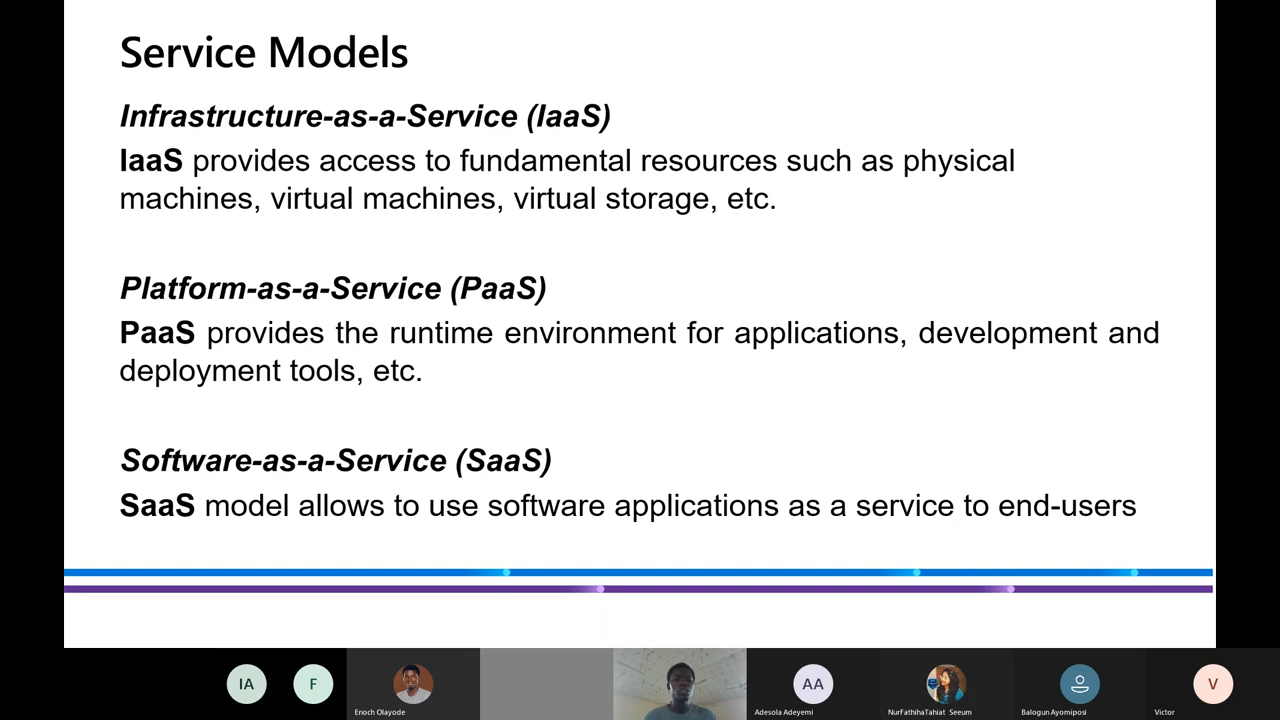 Service Models
Infrastructure-as-a-Service (IaaS)
IaaS provides access to fundamental resources such as physical
machines, virtual machines, virtual storage, etc.
Platform-as-a-Service (PaaS)
PaaS provides the runtime environment for applications, development and
deployment tools, etc.
Software-as-a-Service (SaaS)
SaaS model allows to use software applications as a service to end-users
IA
F
Enoch Olayode
AA
Adesola Adeyemi
NurFathihaTahiat Seeum
Balogun Ayomiposi
V
Victor